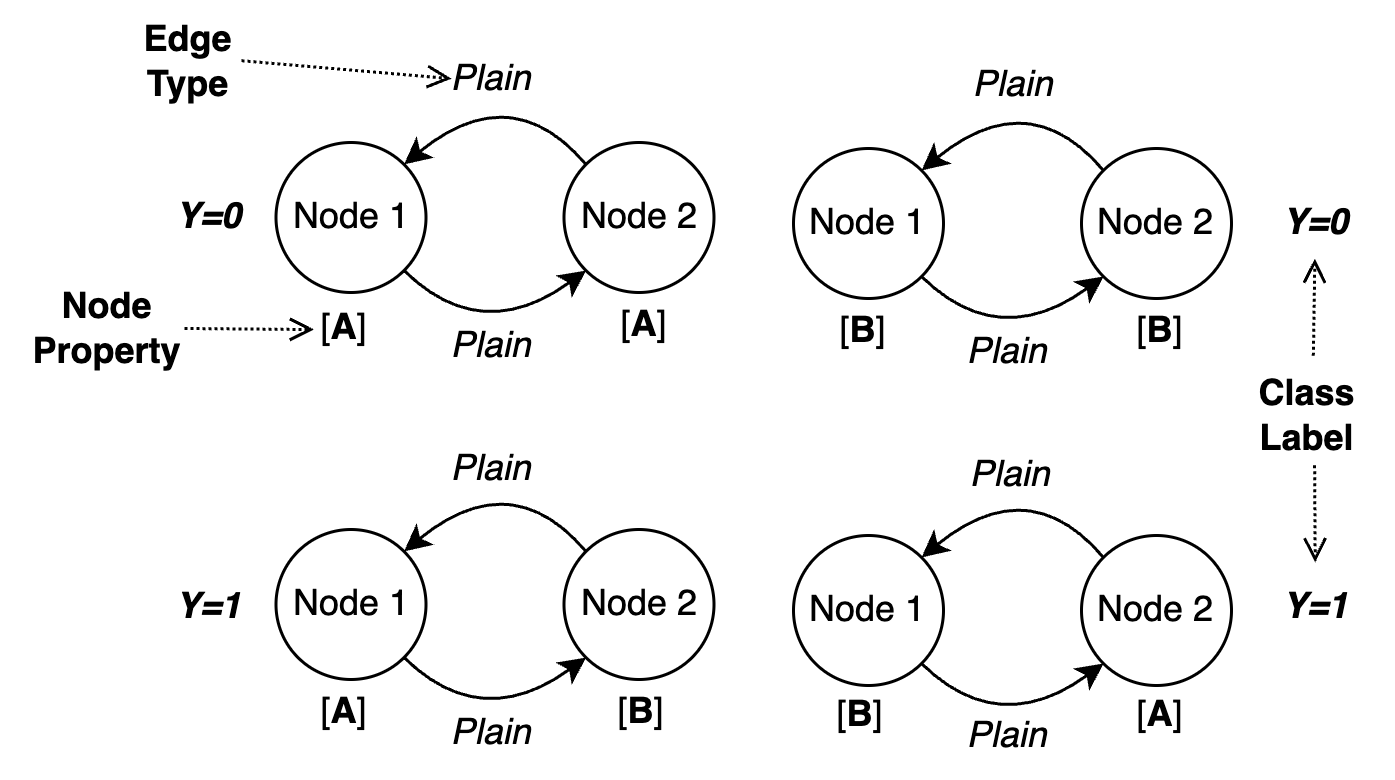 Edge
Type
Plain
Plain
Y=0
Node 1
Node 2
Node 1
Node 2
Y=0
Node
Property
[A]
[A]
[B]
[B]
Plain
Plain
Class
Label
Plain
Plain
Y=1
Node 1
Node 2
Node 1
Node 2
Y=1
[A]
[B]
[B]
[A]
Plain
Plain